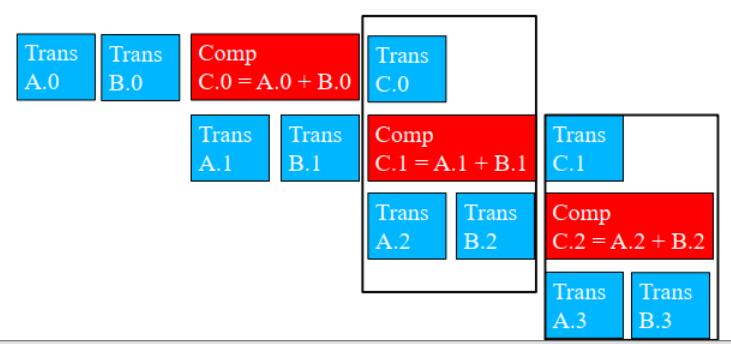 Trans
A.0
Trans
B.0
Comp
C.0 = A.0 + B.0
Trans
C.0
Trans
A.1
Trans
B.1
Comp
C.1 = A.1 + B.1
Trans
C.1
Trans
A.2
Trans
B.2
Comp
C.2 = A.2 + B.2
Trans
A.3
Trans
B.3